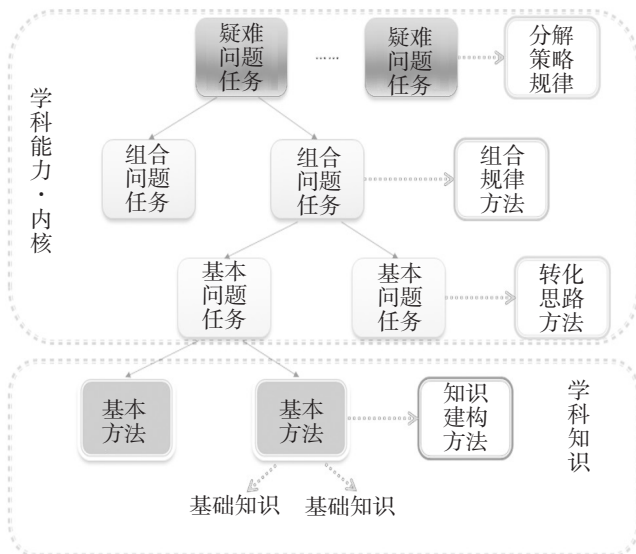 疑难
问题
任务
……
疑难
问题
任务
分解
策略
规律
学科能力·内核
组合
问题
任务
组合
问题
任务
组合
规律
方法
基本
问题
任务
基本
问题
任务
转化
思路
方法
基本
方法
基本
方法
知识
建构
方法
学科知识
基础知识
基础知识